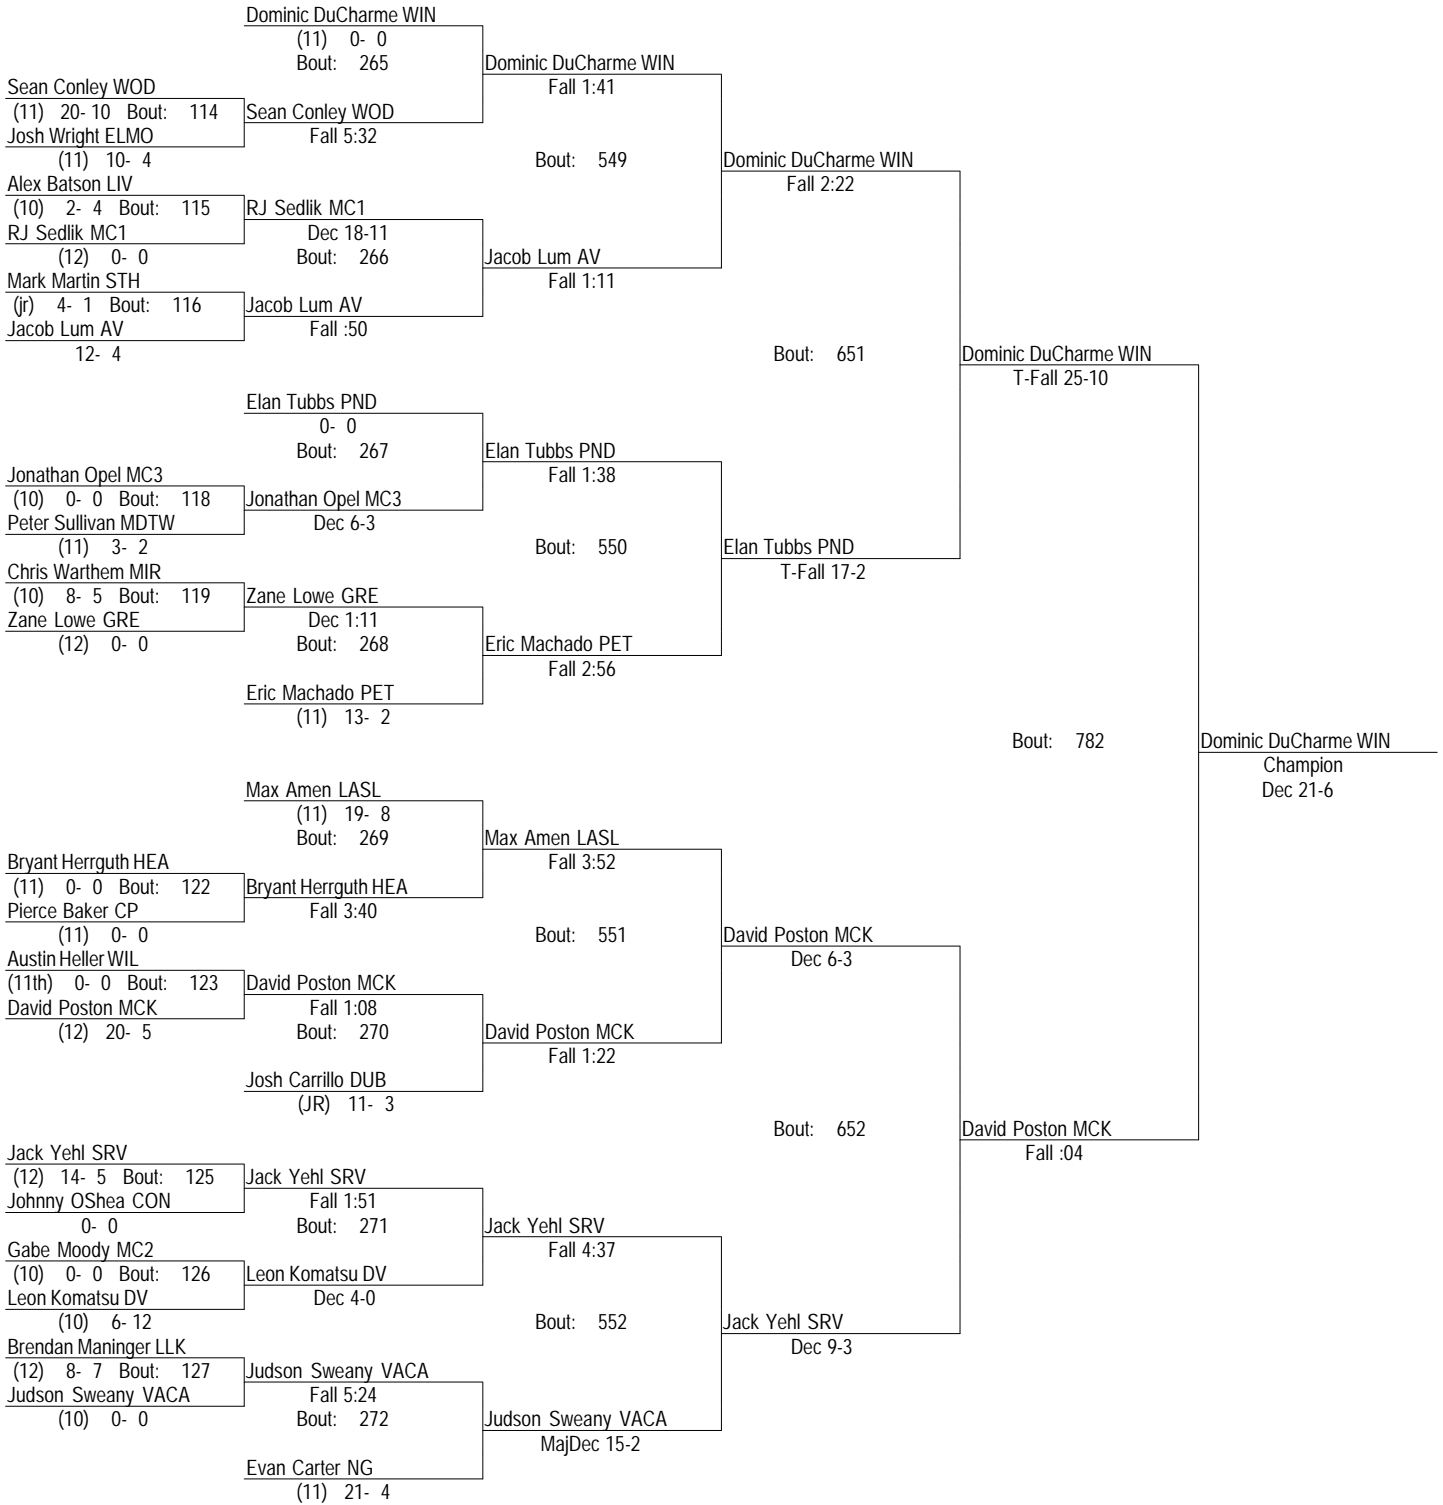 Dominic DuCharme WIN
(11) 0- 0
Bout: 265
Dominic DuCharme WIN
Fall 1:41
Sean Conley WOD
(11) 20- 10 Bout: 114
Sean Conley WOD
Josh Wright ELMO
Fall 5:32
(11) 10- 4
Bout: 549
Dominic DuCharme WIN
Fall 2:22
Alex Batson LIV
(10) 2- 4 Bout: 115
RJ Sedlik MC1
RJ Sedlik MC1
Dec 18-11
(12) 0- 0
Bout: 266
Jacob Lum AV
Fall 1:11
Mark Martin STH
(jr) 4- 1 Bout: 116
Jacob Lum AV
Jacob Lum AV
Fall :50
12- 4
Bout: 651
Dominic DuCharme WIN
T-Fall 25-10
Elan Tubbs PND
0- 0
Bout: 267
Elan Tubbs PND
Fall 1:38
Jonathan Opel MC3
(10) 0- 0 Bout: 118
Jonathan Opel MC3
Peter Sullivan MDTW
Dec 6-3
(11) 3- 2
Bout: 550
Elan Tubbs PND
T-Fall 17-2
Chris Warthem MIR
(10) 8- 5 Bout: 119
Zane Lowe GRE
Zane Lowe GRE
Dec 1:11
(12) 0- 0
Bout: 268
Eric Machado PET
Fall 2:56
Eric Machado PET
(11) 13- 2
Bout: 782
Dominic DuCharme WIN
Champion
Dec 21-6
Max Amen LASL
(11) 19- 8
Bout: 269
Max Amen LASL
Fall 3:52
Bryant Herrguth HEA
(11) 0- 0 Bout: 122
Bryant Herrguth HEA
Pierce Baker CP
Fall 3:40
(11) 0- 0
Bout: 551
David Poston MCK
Dec 6-3
Austin Heller WIL
(11th) 0- 0 Bout: 123
David Poston MCK
David Poston MCK
Fall 1:08
(12) 20- 5
Bout: 270
David Poston MCK
Fall 1:22
Josh Carrillo DUB
(JR) 11- 3
Bout: 652
David Poston MCK
Fall :04
Jack Yehl SRV
(12) 14- 5 Bout: 125
Jack Yehl SRV
Johnny OShea CON
Fall 1:51
0- 0
Bout: 271
Jack Yehl SRV
Fall 4:37
Gabe Moody MC2
(10) 0- 0 Bout: 126
Leon Komatsu DV
Leon Komatsu DV
Dec 4-0
(10) 6- 12
Bout: 552
Jack Yehl SRV
Dec 9-3
Brendan Maninger LLK
(12) 8- 7 Bout: 127
Judson Sweany VACA
Judson Sweany VACA
Fall 5:24
(10) 0- 0
Bout: 272
Judson Sweany VACA
MajDec 15-2
Evan Carter NG
(11) 21- 4